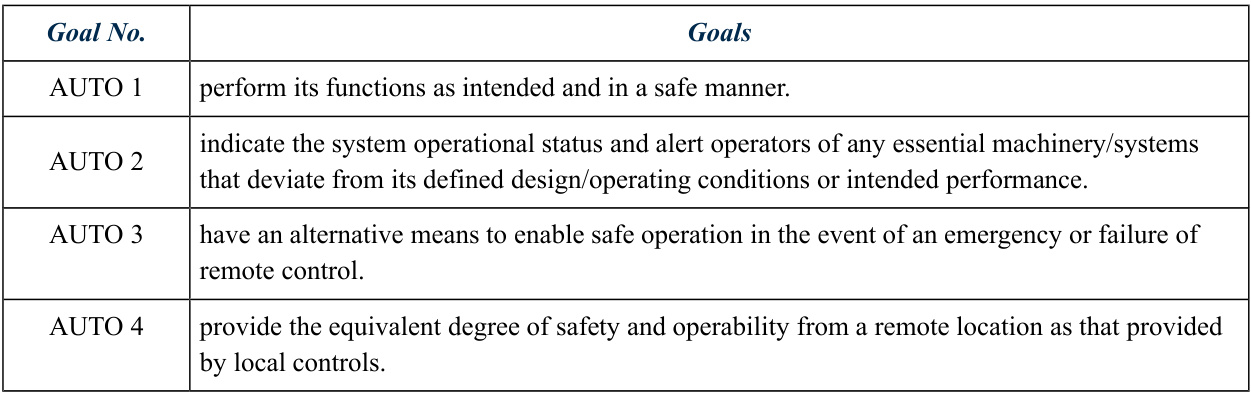 Goal No. Goals
AUTO 1 perform its functions as intended and in a safe manner.
AUTO 2 indicate the system operational status and alert operators of any essential machinery/systems
that deviate from its defined design/operating conditions or intended performance.
AUTO 3 have an alternative means to enable safe operation in the event of an emergency or failure of
remote control.
AUTO 4 provide the equivalent degree of safety and operability from a remote location as that provided
by local controls.